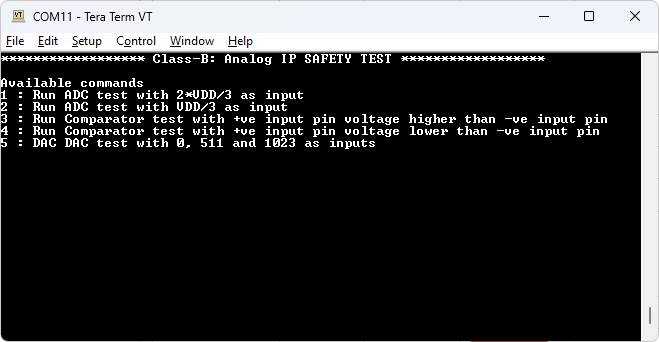 COM11 - Tera Term VT
File Edit Setup Control Window Help
****************** Class-B: Analog IP SAFETY TEST ******************
Available commands
1 : Run ADC test with 2*VDD/3 as input
2 : Run ADC test with VDD/3 as input
3 : Run Comparator test with +ve input pin voltage higher than -ve input pin
4 : Run Comparator test with +ve input pin voltage lower than -ve input pin
5 : DAC DAC test with 0, 511 and 1023 as inputs